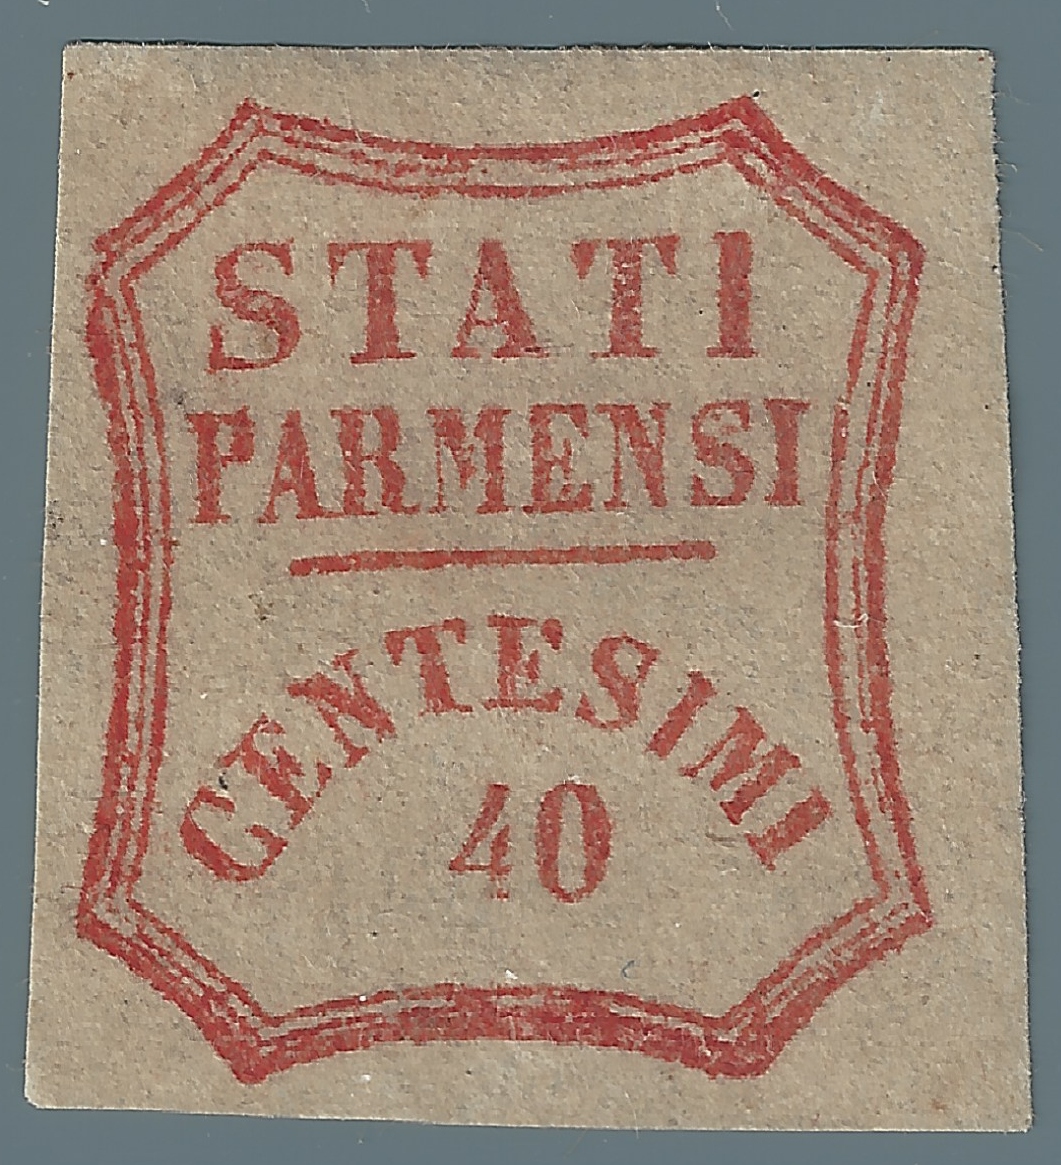 STATI
PARMENSI
CENTESIMI
40